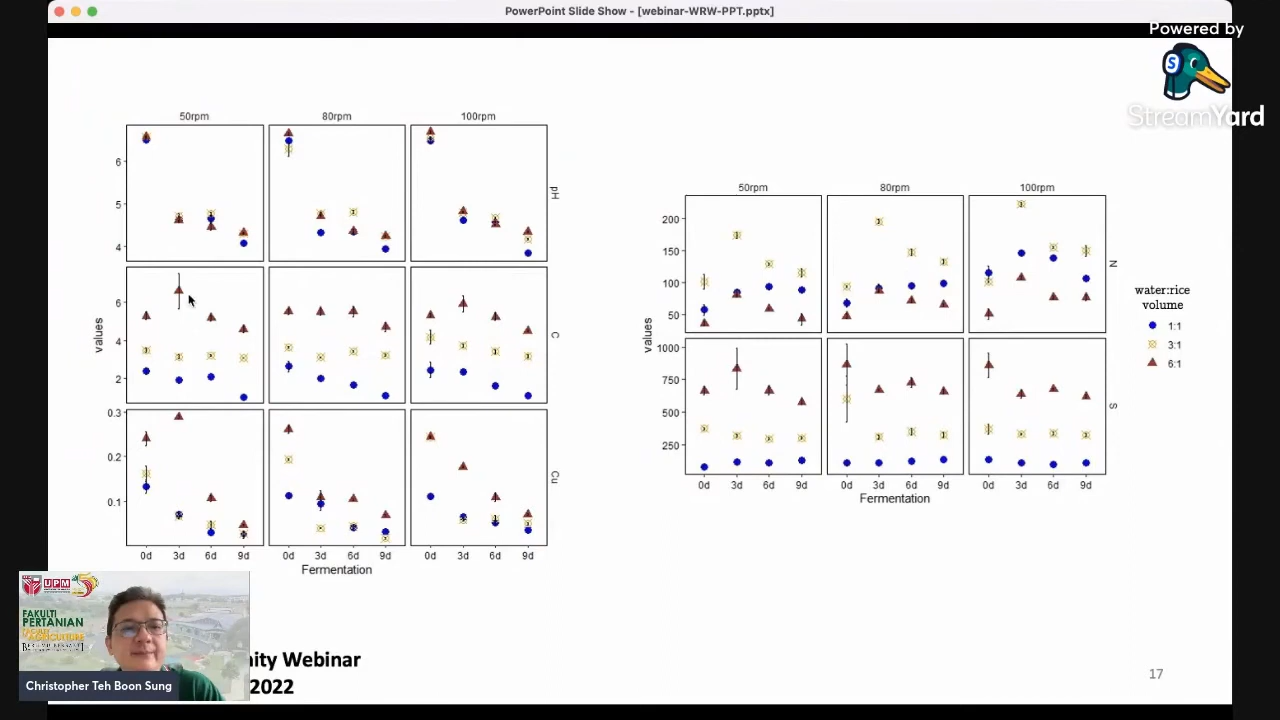 PowerPoint Slide Show - [webinar-WRW-PPT.pptx]
Powered by
StreamYard
50rpm 80rpm 100rpm
6
5
4
pH
6
4
2
C
0.3
0.2
0.1
Cu
values
0d 3d 6d 9d 0d 3d 6d 9d 0d 3d 6d 9d
Fermentation
50rpm 80rpm 100rpm
200
150
100
50
N
1000
750
500
250
S
values
0d 3d 6d 9d 0d 3d 6d 9d 0d 3d 6d 9d
Fermentation
water:rice
volume
1:1
3:1
6:1
UPM
FAKULTI
PERTANIAN
Christopher Teh Boon Sung
ity Webinar
2022
17